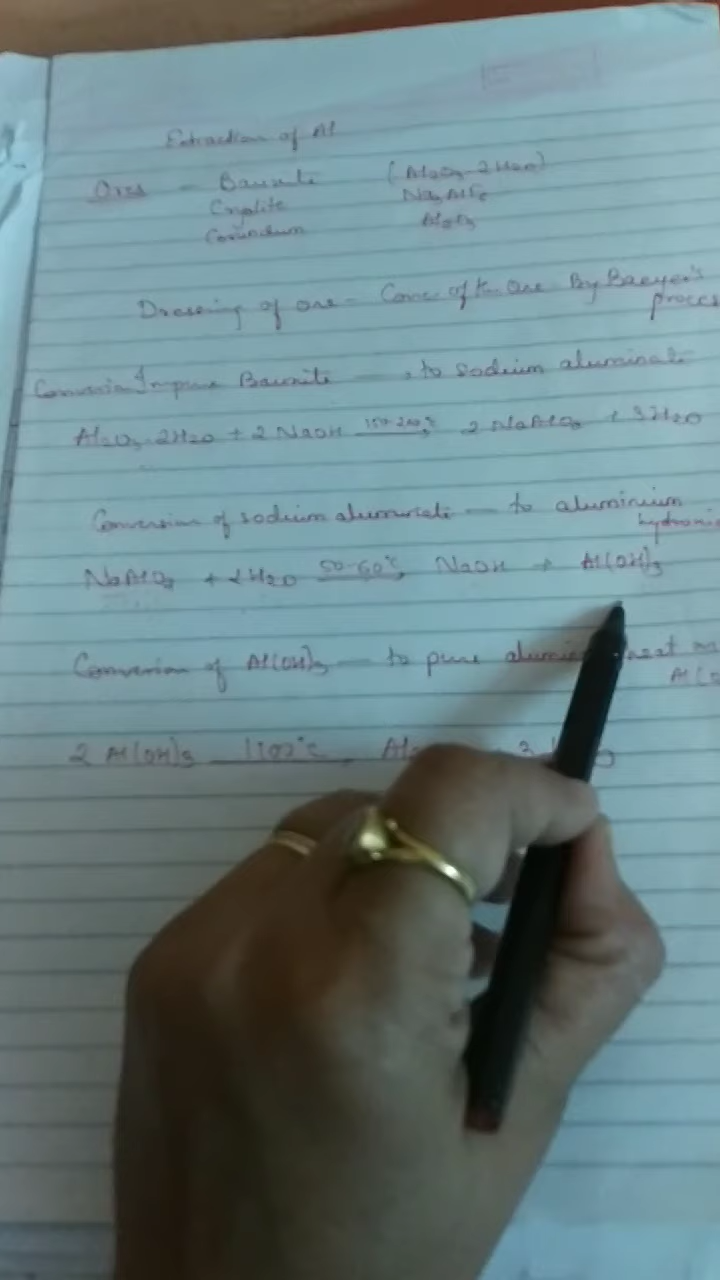 Extraction of Al
Ores - Bauxite (Al2O3.2H2O)
Cryolite Na3AlF6
Corundum Al2O3
Dressing of ore - Conc of the Ore By Baeyer's
process
Impure Bauxite to sodium aluminate
Al2O3.2H2O + 2 NaOH 150-200°C 2 NaAlO2 + 3H2O
Conversion of sodium aluminate - to aluminium
NaAlO2 + 2H2O 50-60°C NaOH + Al(OH)3
Conversion of Al(OH)3 - to pure
2 Al(OH)3 1100°C